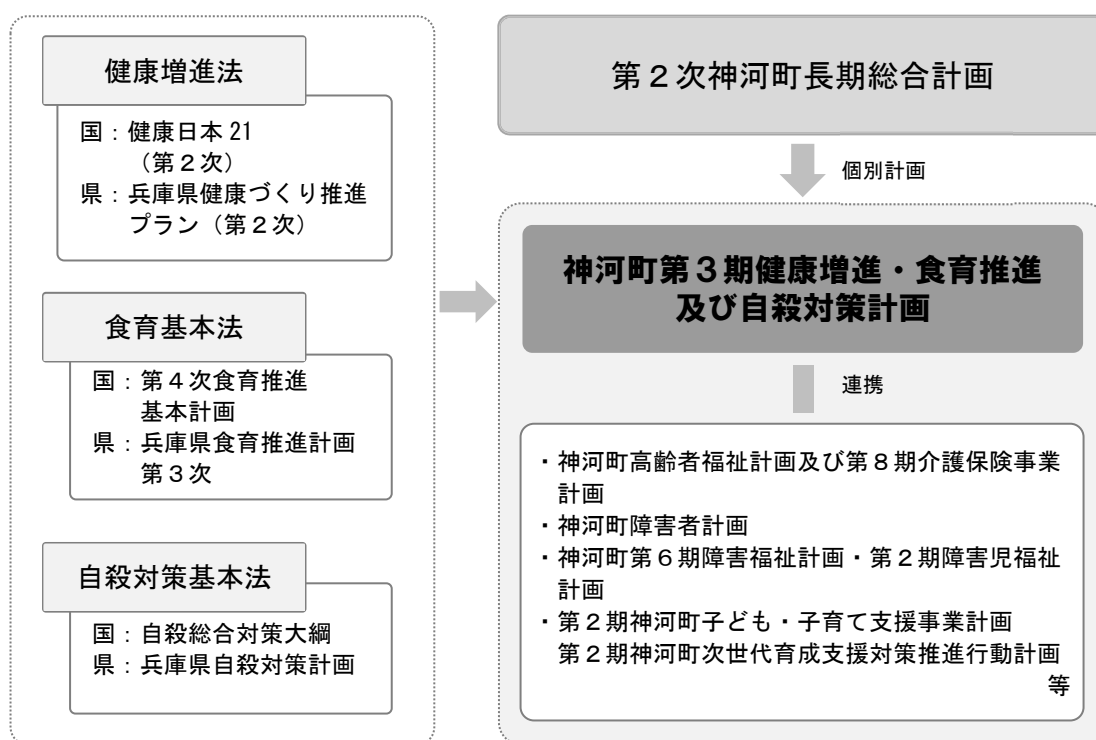 健康増進法
国：健康日本 21
（第２次）
県：兵庫県健康づくり推進
プラン（第２次）
食育基本法
国：第４次食育推進
基本計画
県：兵庫県食育推進計画
第３次
自殺対策基本法
国：自殺総合対策大綱
県：兵庫県自殺対策計画
第２次神河町長期総合計画
個別計画
神河町第３期健康増進・食育推進
及び自殺対策計画
連携
・神河町高齢者福祉計画及び第８期介護保険事業
計画
・神河町障害者計画
・神河町第６期障害福祉計画・第２期障害児福祉
計画
・第２期神河町子ども・子育て支援事業計画
第２期神河町次世代育成支援対策推進行動計画
等